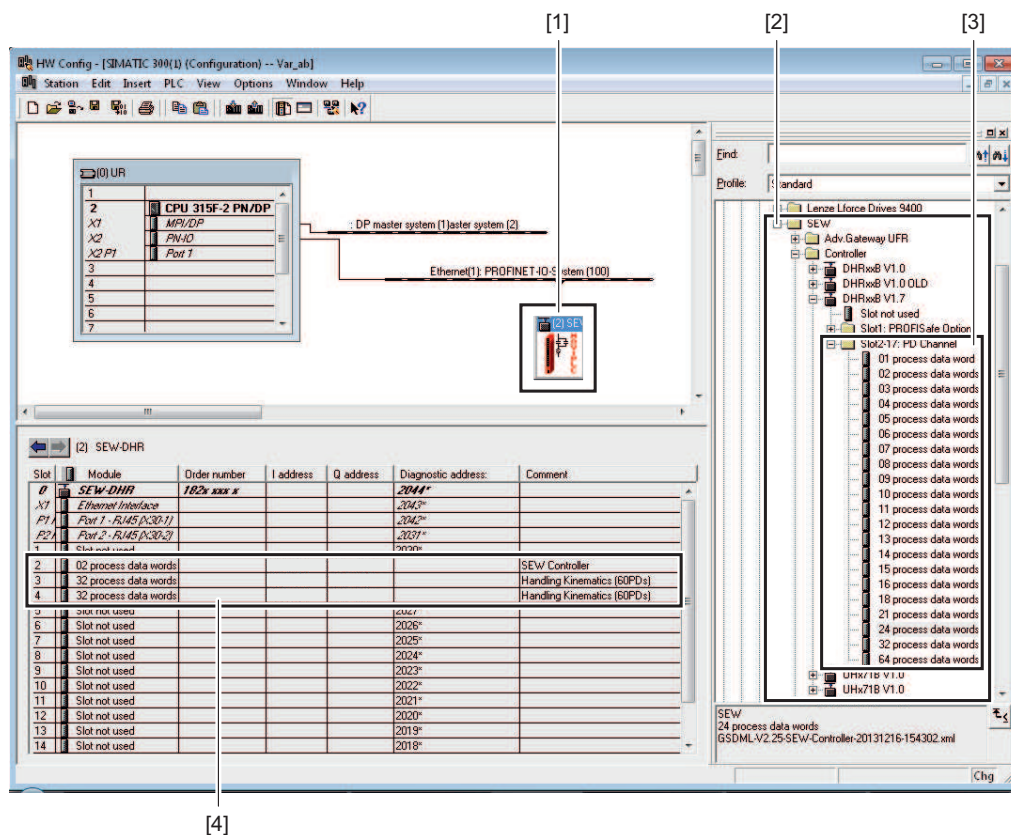 [1] [2] [3]
HW Config - [SIMATIC 300(1) (Configuration) -- Var_ab]
Station Edit Insert PLC View Options Window Help
(0) UR
1
2 CPU 315F-2 PN/DP
X1 MPI/DP
X2 PN-IO
X2 P1 Port 1
3
4
5
6
7
: DP master system (1)aster system (2)
Ethernet(1): PROFINET-IO-System (100)
(2) SEW
Find:
Profile: Standard
Lenze Lforce Drives 9400
SEW
Adv.Gateway UFR
Controller
DHRxxB V1.0
DHRxxB V1.0 OLD
DHRxxB V1.7
Slot not used
Slot1: PROFISafe Option
Slot2-17: PD Channel
01 process data word
02 process data words
03 process data words
04 process data words
05 process data words
06 process data words
07 process data words
08 process data words
09 process data words
10 process data words
11 process data words
12 process data words
13 process data words
14 process data words
15 process data words
16 process data words
18 process data words
21 process data words
24 process data words
32 process data words
64 process data words
UHx71B V1.0
UHx71B V1.0
SEW
24 process data words
GSDML-V2.25-SEW-Controller-20131216-154302.xml
(2) SEW-DHR
Slot Module Order number I address Q address Diagnostic address: Comment
0 SEW-DHR 182x xxx x 2044*
X1 Ethernet Interface 2043*
P1 Port 1 - RJ45 (X30-1) 2042*
P2 Port 2 - RJ45 (X30-2) 2031*
1 Slot not used 2030*
2 02 process data words SEW Controller
3 32 process data words Handling Kinematics (60PDs)
4 32 process data words Handling Kinematics (60PDs)
5 Slot not used 2027*
6 Slot not used 2026*
7 Slot not used 2025*
8 Slot not used 2024*
9 Slot not used 2023*
10 Slot not used 2022*
11 Slot not used 2021*
12 Slot not used 2020*
13 Slot not used 2019*
14 Slot not used 2018*
Chg
[4]